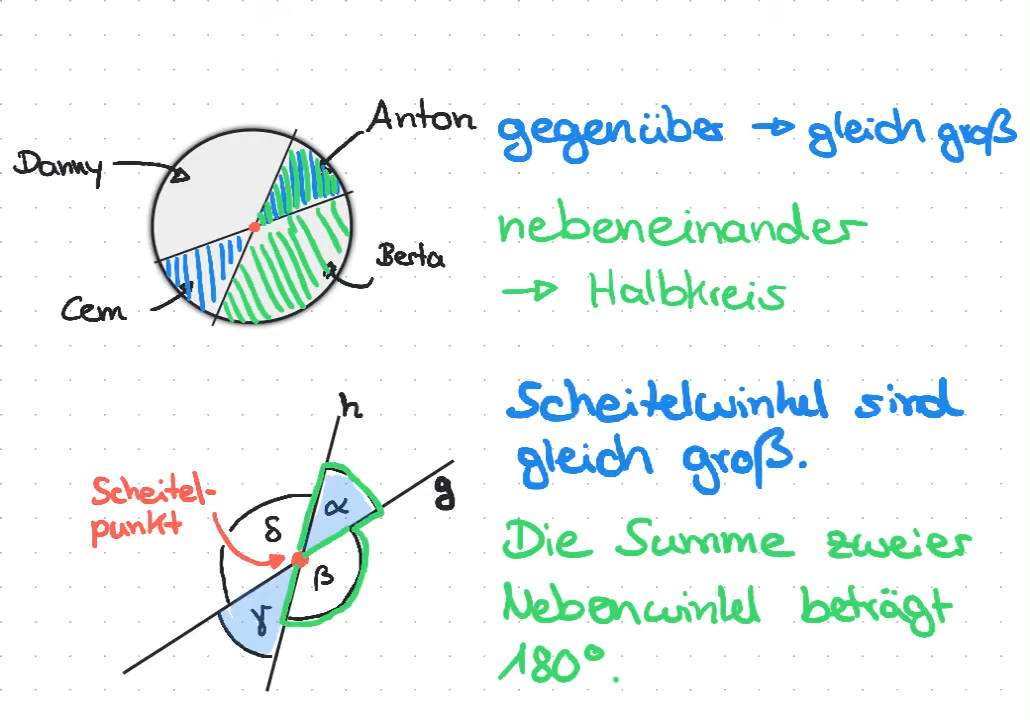 Anton
Danny
Berta
Cem
gegenüber → gleich groß
nebeneinander
→ Halbkreis
h
g
Scheitel-
punkt
α
δ
β
γ
Scheitelwinkel sind
gleich groß.
Die Summe zweier
Nebenwinkel beträgt
180°.